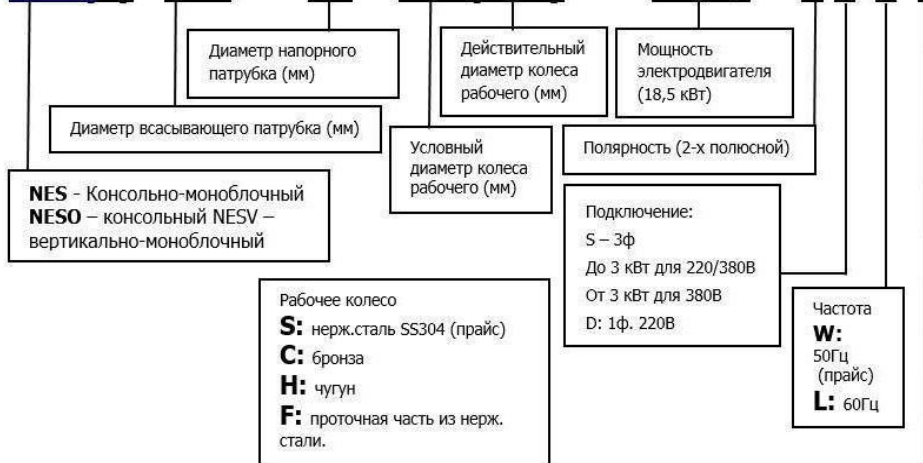 Диаметр напорного
патрубка (мм)
Действительный
диаметр колеса
рабочего (мм)
Мощность
электродвигателя
(18,5 кВт)
Диаметр всасывающего патрубка (мм)
Условный
диаметр колеса
рабочего (мм)
Полярность (2-х полюсной)
NES - Консольно-моноблочный
NESO – консольный NESV –
вертикально-моноблочный
Подключение:
S – 3ф
До 3 кВт для 220/380В
От 3 кВт для 380В
D: 1ф. 220В
Рабочее колесо
S: нерж.сталь SS304 (прайс)
C: бронза
H: чугун
F: проточная часть из нерж.
стали.
Частота
W:
50Гц
(прайс)
L: 60Гц